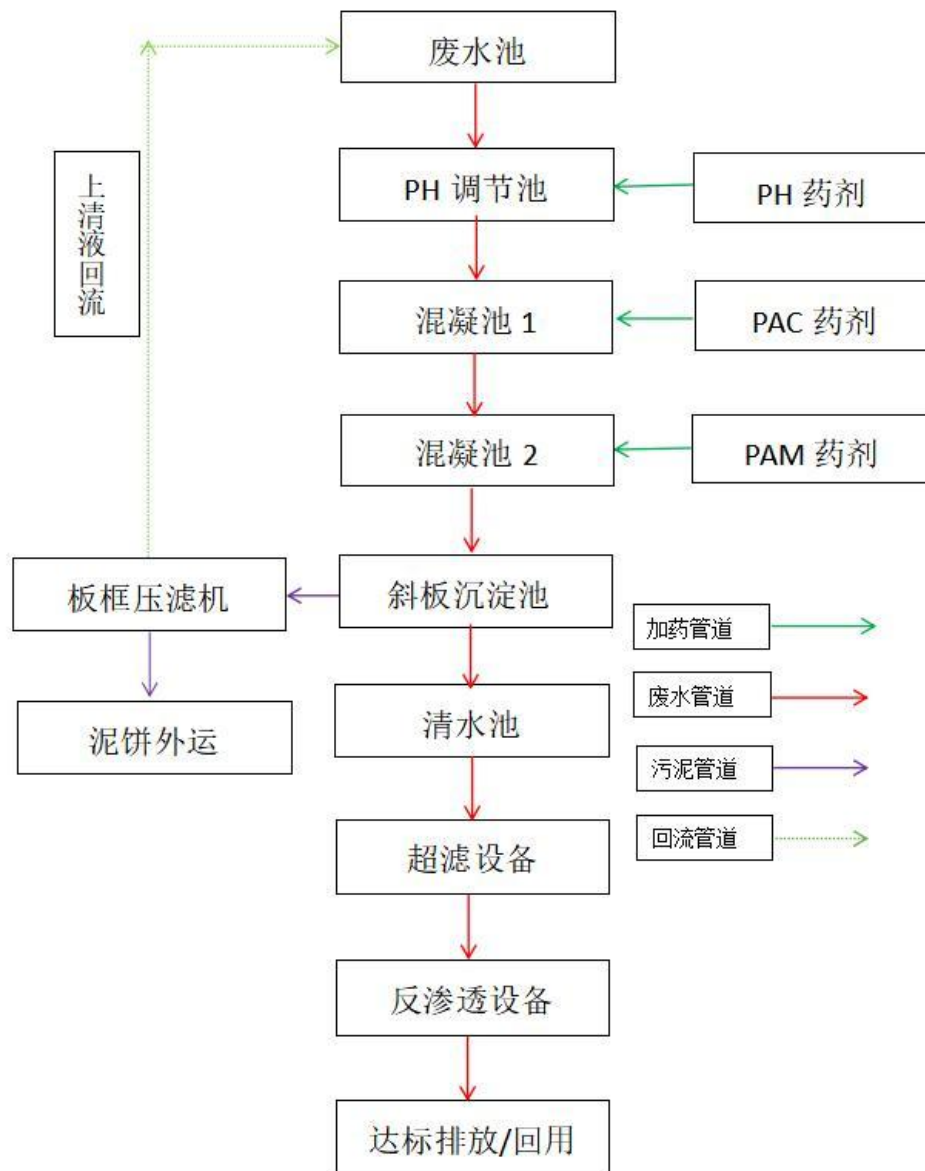 废水池
上清液回流
PH 调节池
PH 药剂
混凝池 1
PAC 药剂
混凝池 2
PAM 药剂
板框压滤机
斜板沉淀池
加药管道
泥饼外运
清水池
废水管道
污泥管道
超滤设备
回流管道
反渗透设备
达标排放/回用